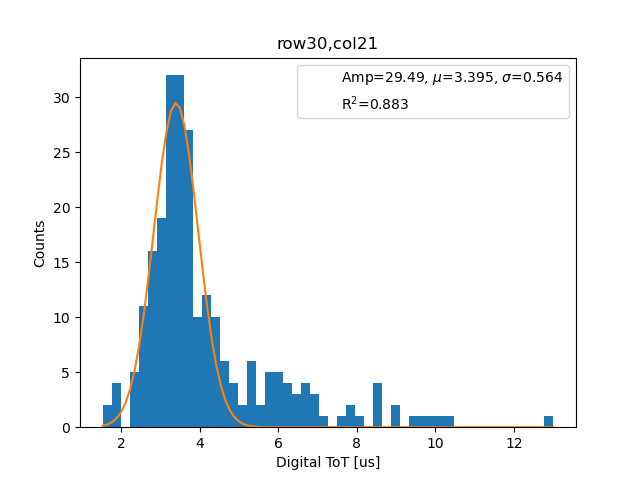 row30,col21
Amp=29.49, μ=3.395, σ=0.564
R²=0.883
30
25
20
15
10
5
0
Counts
2 4 6 8 10 12
Digital ToT [us]